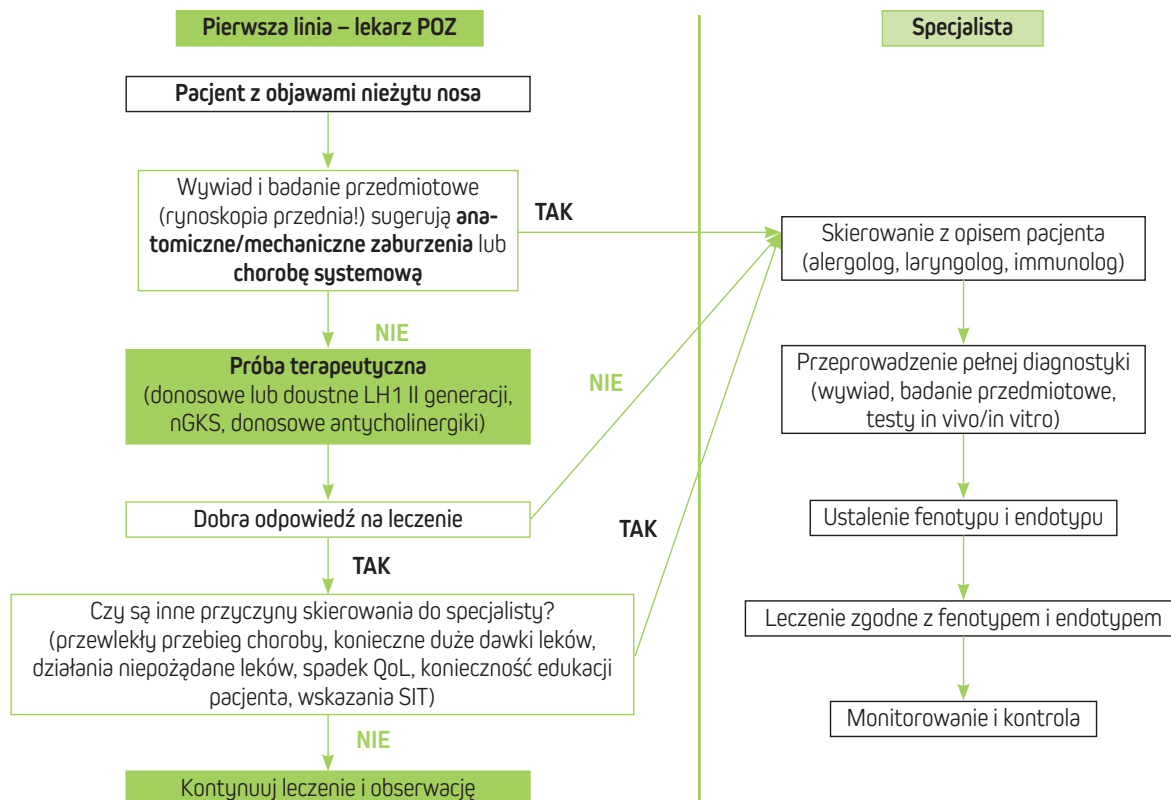 Pierwsza linia – lekarz POZ
Pacjent z objawami nieżytu nosa
Wywiad i badanie przedmiotowe
(rynoskopia przednia!) sugerują ana-
tomiczne/mechaniczne zaburzenia lub
chorobę systemową
TAK
NIE
Próba terapeutyczna
(donosowe lub doustne LH1 II generacji,
nGKS, donosowe antycholinergiki)
NIE
Dobra odpowiedź na leczenie
TAK
TAK
Czy są inne przyczyny skierowania do specjalisty?
(przewlekły przebieg choroby, konieczne duże dawki leków,
działania niepożądane leków, spadek QoL, konieczność edukacji
pacjenta, wskazania SIT)
NIE
Kontynuuj leczenie i obserwację
Specjalista
Skierowanie z opisem pacjenta
(alergolog, laryngolog, immunolog)
Przeprowadzenie pełnej diagnostyki
(wywiad, badanie przedmiotowe,
testy in vivo/in vitro)
Ustalenie fenotypu i endotypu
Leczenie zgodne z fenotypem i endotypem
Monitorowanie i kontrola